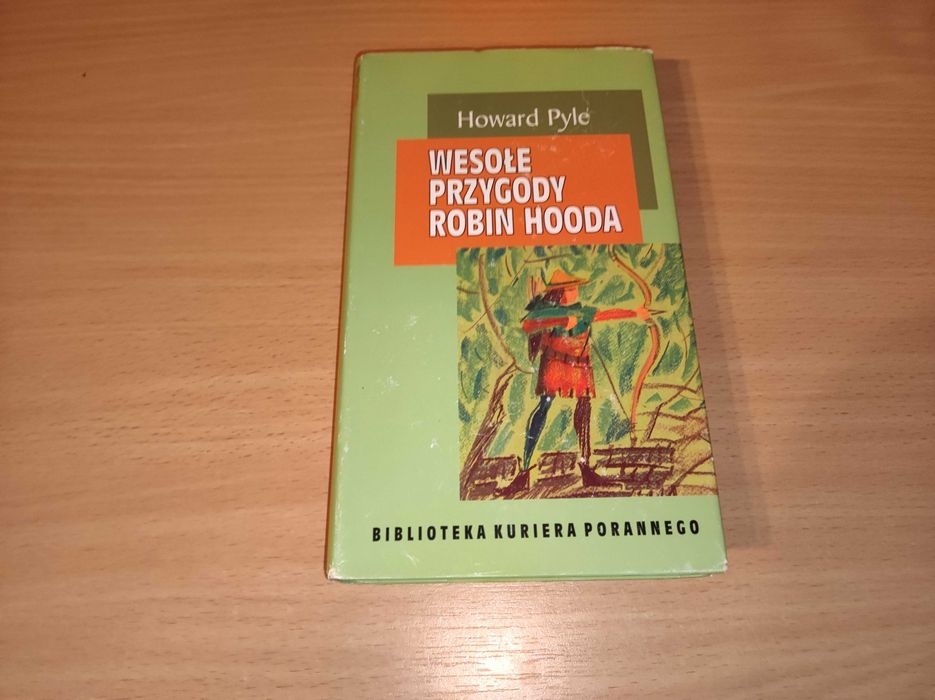 Howard Pyle
WESOŁE
PRZYGODY
ROBIN HOODA
BIBLIOTEKA KURIERA PORANNEGO